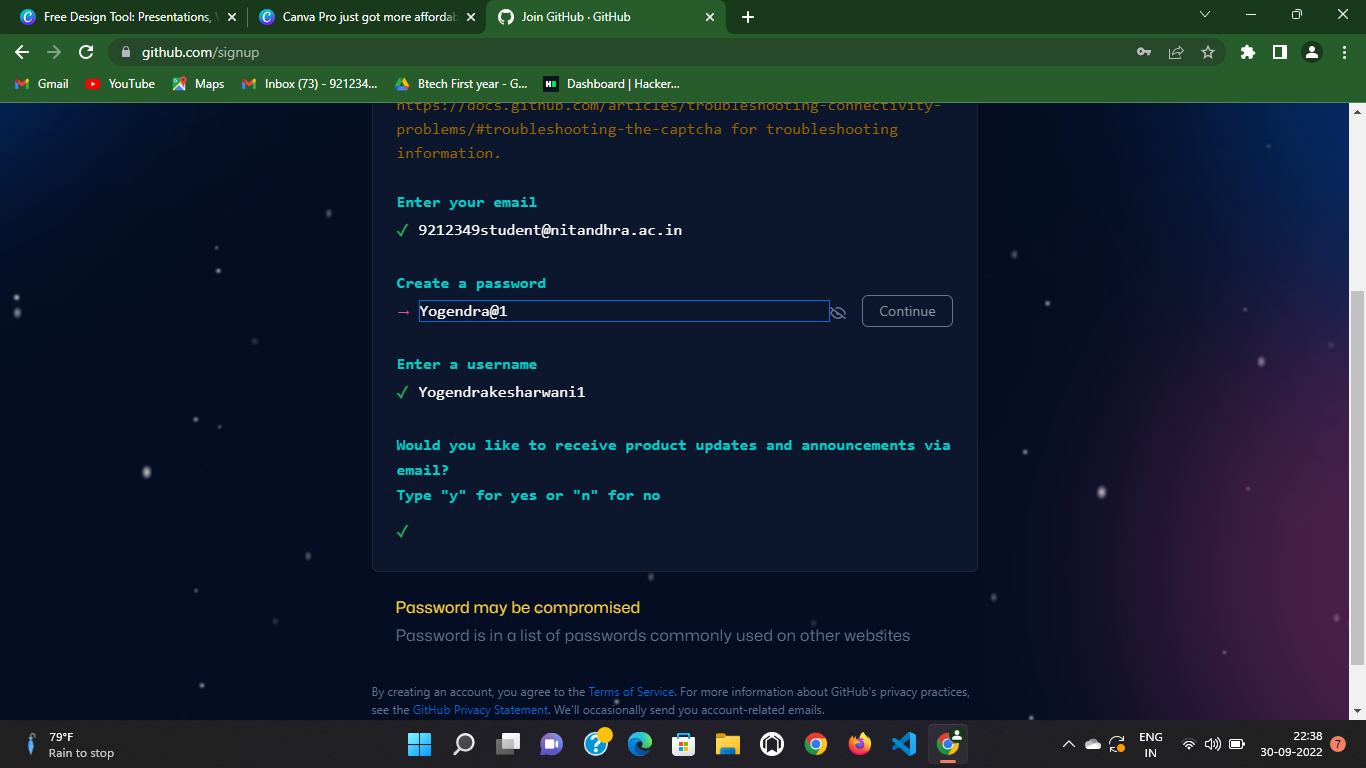 Free Design Tool: Presentations, V
Canva Pro just got more affordab
Join GitHub · GitHub
github.com/signup
Gmail
YouTube
Maps
Inbox (73) - 921234...
Btech First year - G...
Dashboard | Hacker...
https://docs.github.com/articles/troubleshooting-connectivity-
problems/#troubleshooting-the-captcha for troubleshooting
information.
Enter your email
✓ 9212349student@nitandhra.ac.in
Create a password
→ Yogendra@1
Continue
Enter a username
✓ Yogendrakesharwani1
Would you like to receive product updates and announcements via
email?
Type "y" for yes or "n" for no
✓
Password may be compromised
Password is in a list of passwords commonly used on other websites
By creating an account, you agree to the Terms of Service. For more information about GitHub's privacy practices,
see the GitHub Privacy Statement. We'll occasionally send you account-related emails.
79°F
Rain to stop
ENG
IN
22:38
30-09-2022
7